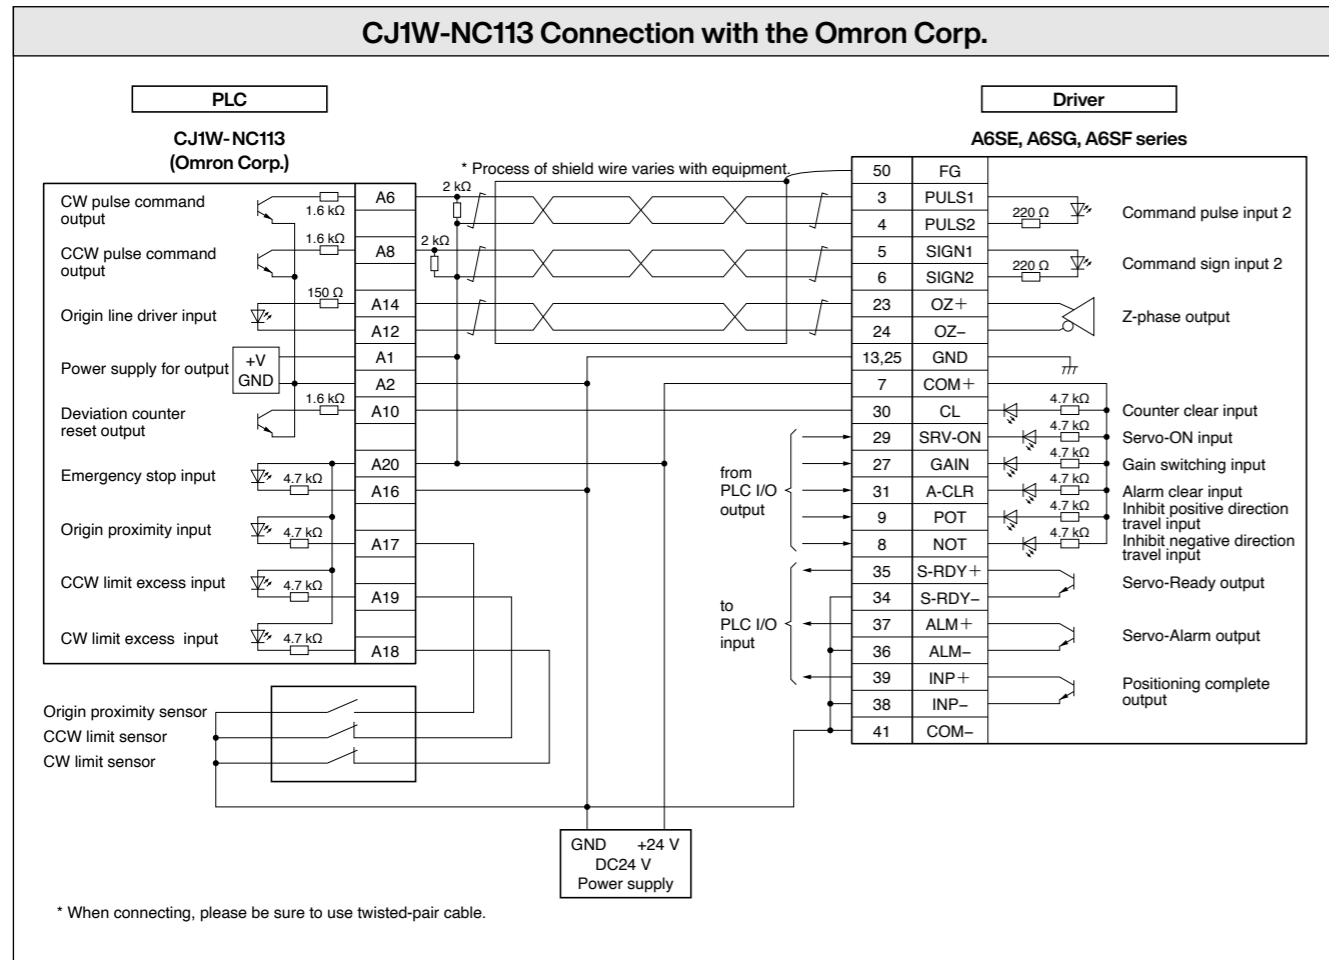 CJ1W-NC113 Connection with the Omron Corp.
PLC
Driver
CJ1W-NC113
(Omron Corp.)
A6SE, A6SG, A6SF series
* Process of shield wire varies with equipment.
CW pulse command
output
1.6 kΩ
A6
2 kΩ
CCW pulse command
output
1.6 kΩ
A8
2 kΩ
Origin line driver input
150 Ω
A14
A12
Power supply for output
+V
GND
A1
A2
Deviation counter
reset output
1.6 kΩ
A10
Emergency stop input
4.7 kΩ
A20
A16
Origin proximity input
4.7 kΩ
A17
CCW limit excess input
4.7 kΩ
A19
CW limit excess input
4.7 kΩ
A18
50 FG
3 PULS1
4 PULS2
220 Ω
Command pulse input 2
5 SIGN1
6 SIGN2
220 Ω
Command sign input 2
23 OZ+
24 OZ−
Z-phase output
13,25 GND
7 COM+
30 CL 4.7 kΩ Counter clear input
29 SRV-ON 4.7 kΩ Servo-ON input
27 GAIN 4.7 kΩ Gain switching input
31 A-CLR 4.7 kΩ Alarm clear input
9 POT 4.7 kΩ Inhibit positive direction
travel input
8 NOT 4.7 kΩ Inhibit negative direction
travel input
from
PLC I/O
output
35 S-RDY+
34 S-RDY−
Servo-Ready output
37 ALM+
36 ALM−
Servo-Alarm output
39 INP+
38 INP−
Positioning complete
output
41 COM−
to
PLC I/O
input
Origin proximity sensor
CCW limit sensor
CW limit sensor
GND +24 V
DC24 V
Power supply
* When connecting, please be sure to use twisted-pair cable.